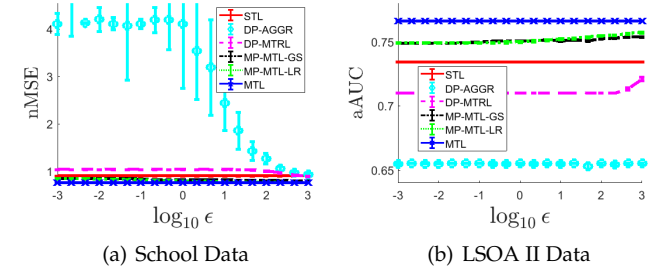 4
3
2
1
nMSE
-3
-2
-1
0
1
2
3
log10 ϵ
STL
DP-AGGR
DP-MTRL
MP-MTL-GS
MP-MTL-LR
MTL
(a) School Data
0.75
0.7
0.65
aAUC
-3
-2
-1
0
1
2
3
log10 ϵ
STL
DP-AGGR
DP-MTRL
MP-MTL-GS
MP-MTL-LR
MTL
(b) LSOA II Data